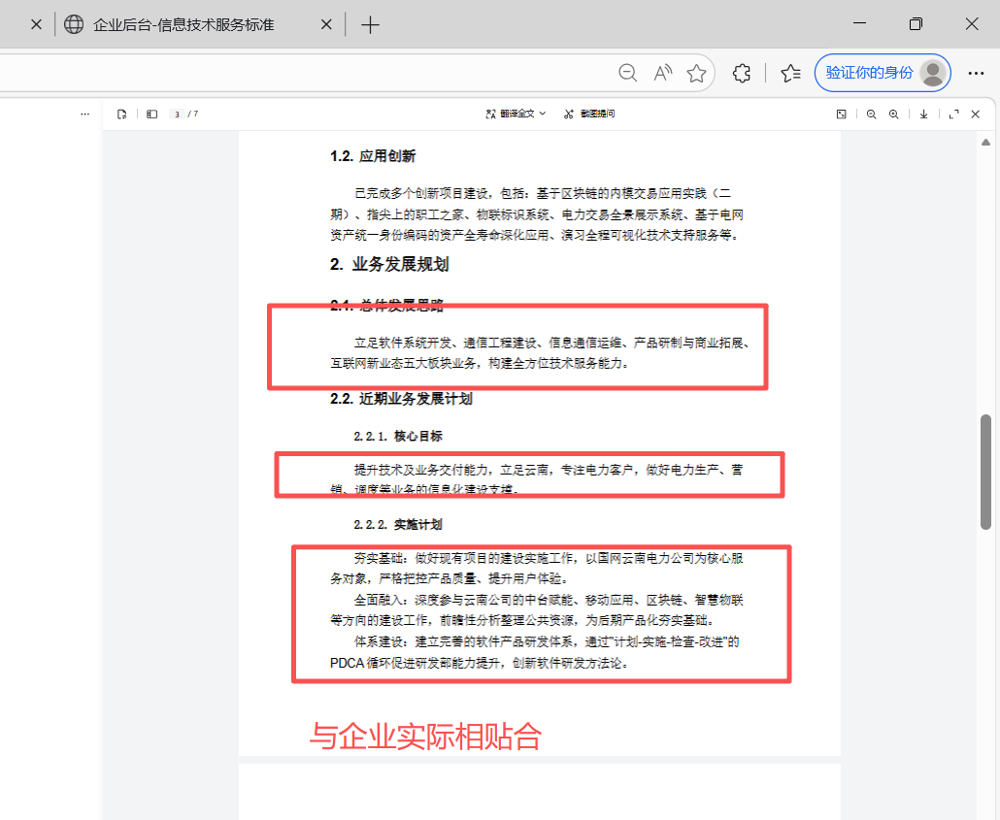 企业后台-信息技术服务标准
验证你的身份
3 / 7
翻译全文
截图提问
1.2. 应用创新
已完成多个创新项目建设，包括：基于区块链的内模交易应用实践（二
期）、指尖上的职工之家、物联标识系统、电力交易全景展示系统、基于电网
资产统一身份编码的资产全寿命深化应用、演习全程可视化技术支持服务等。
2. 业务发展规划
2.1. 总体发展思路
立足软件系统开发、通信工程建设、信息通信运维、产品研制与商业拓展、
互联网新业态五大板块业务，构建全方位技术服务能力。
2.2. 近期业务发展计划
2.2.1. 核心目标
提升技术及业务交付能力，立足云南，专注电力客户，做好电力生产、营
销、调度等业务的信息化建设支撑。
2.2.2. 实施计划
夯实基础：做好现有项目的建设实施工作，以国网云南电力公司为核心服
务对象，严格把控产品质量、提升用户体验。
全面融入：深度参与云南公司的中台赋能、移动应用、区块链、智慧物联
等方向的建设工作，前瞻性分析整理公共资源，为后期产品化夯实基础。
体系建设：建立完善的软件产品研发体系，通过"计划-实施-检查-改进"的
PDCA 循环促进研发部能力提升，创新软件研发方法论。
与企业实际相贴合